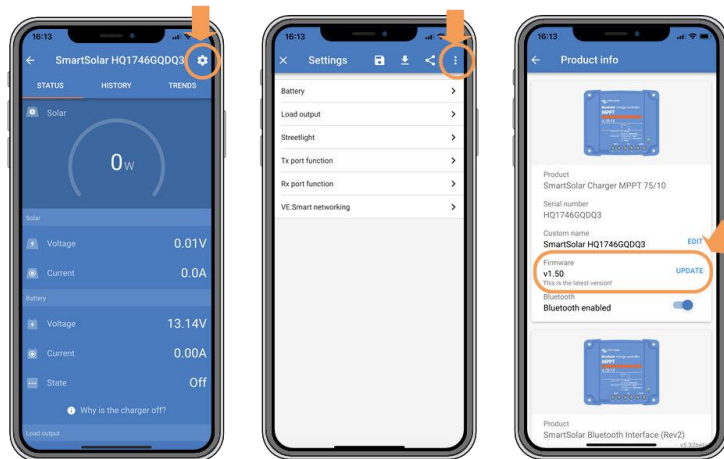 16:13
SmartSolar HQ1746GQDQ3
STATUS HISTORY TRENDS
Solar
0w
Solar
Voltage 0.01V
Current 0.0A
Battery
Voltage 13.14V
Current 0.00A
State Off
Why is the charger off?
Load output
16:13
Settings
Battery
Load output
Streetlight
Tx port function
Rx port function
VE.Smart networking
16:13
Product info
MPPT
Product
SmartSolar Charger MPPT 75/10
Serial number
HQ1746GQDQ3
Custom name
SmartSolar HQ1746GQDQ3 EDIT
Firmware
v1.50 UPDATE
This is the latest version!
Bluetooth
Bluetooth enabled
MPPT
Product
SmartSolar Bluetooth Interface (Rev2)